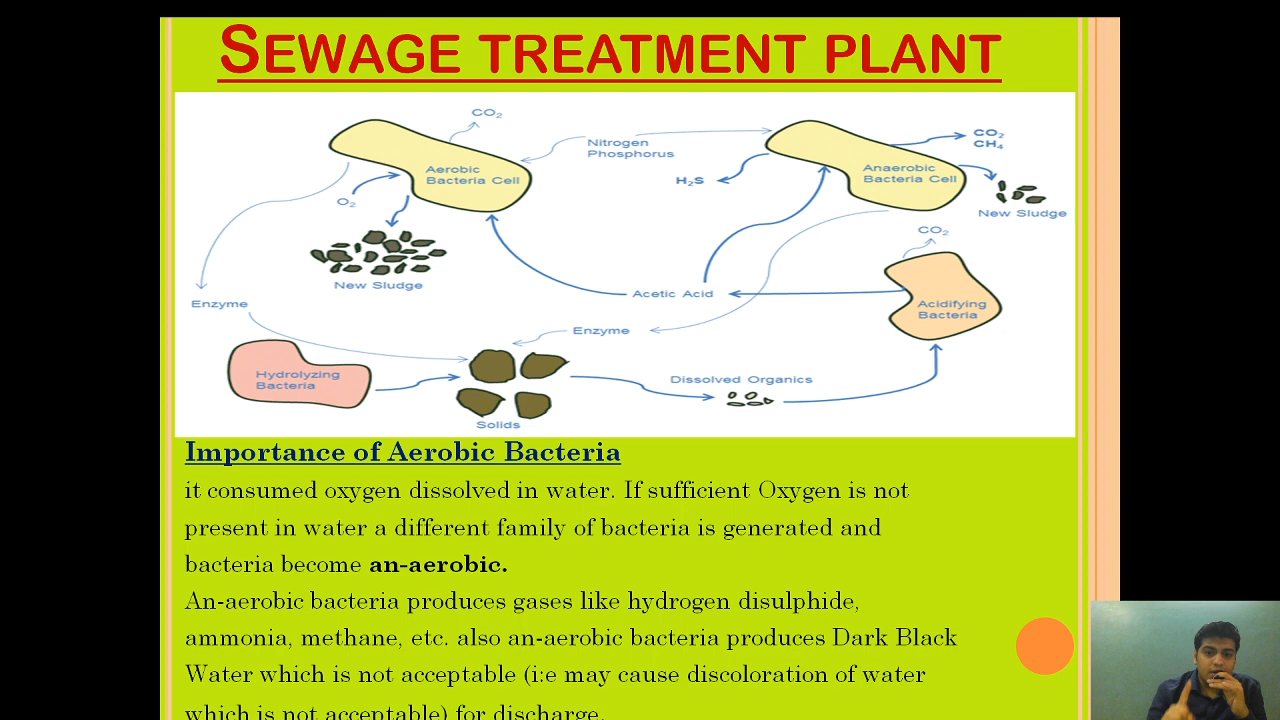 SEWAGE TREATMENT PLANT
CO2
Nitrogen
Phosphorus
CO2
CH4
Aerobic
Bacteria Cell
Anaerobic
Bacteria Cell
H2S
O2
New Sludge
CO2
New Sludge
Acetic Acid
Enzyme
Acidifying
Bacteria
Enzyme
Hydrolyzing
Bacteria
Dissolved Organics
Solids
Importance of Aerobic Bacteria
it consumed oxygen dissolved in water. If sufficient Oxygen is not
present in water a different family of bacteria is generated and
bacteria become an-aerobic.
An-aerobic bacteria produces gases like hydrogen disulphide,
ammonia, methane, etc. also an-aerobic bacteria produces Dark Black
Water which is not acceptable (i:e may cause discoloration of water
which is not acceptable) for discharge.